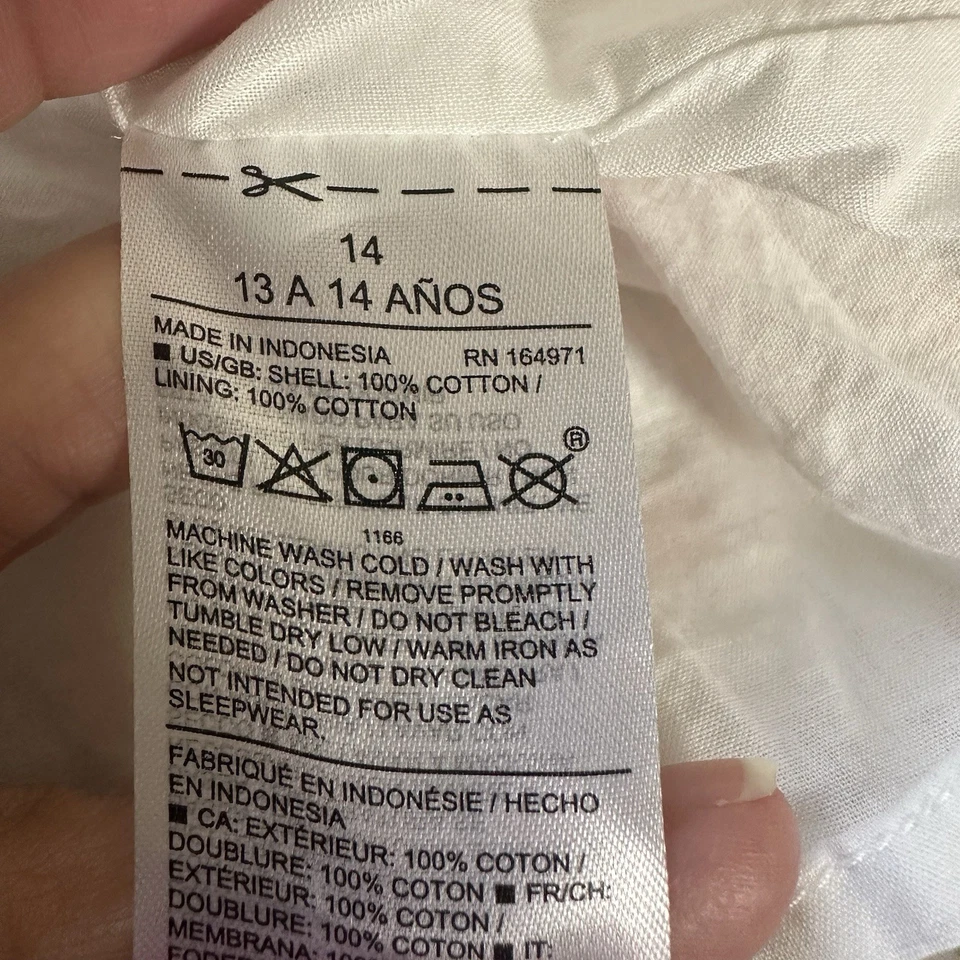 14
13 A 14 AÑOS
MADE IN INDONESIA RN 164971
■ US/GB: SHELL: 100% COTTON /
LINING: 100% COTTON
30
®
1166
MACHINE WASH COLD / WASH WITH
LIKE COLORS / REMOVE PROMPTLY
FROM WASHER / DO NOT BLEACH /
TUMBLE DRY LOW / WARM IRON AS
NEEDED / DO NOT DRY CLEAN
NOT INTENDED FOR USE AS
SLEEPWEAR.
FABRIQUÉ EN INDONÉSIE / HECHO
EN INDONESIA
■ CA: EXTÉRIEUR: 100% COTON /
DOUBLURE: 100% COTON ■ FR/CH:
EXTÉRIEUR: 100% COTON /
DOUBLURE: 100% COTON ■ IT:
MEMBRANA: